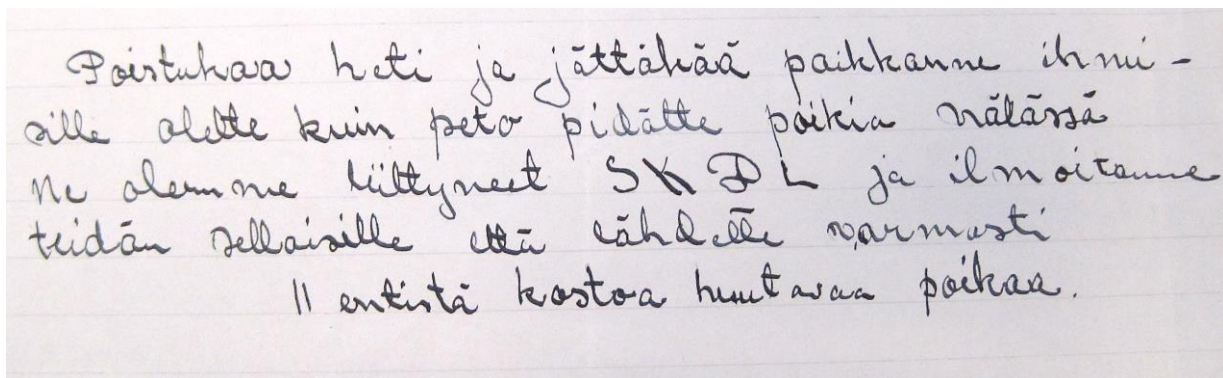 Poistukaa heti ja jättäkää paikkanne ihmi-
sille olette kuin peto pidätte poikia nälässä
Me olemme liittyneet SKDL ja ilmoitamme
teidän sellaisille että lähdette varmasti
11 entistä kostoa huutavaa poikaa.